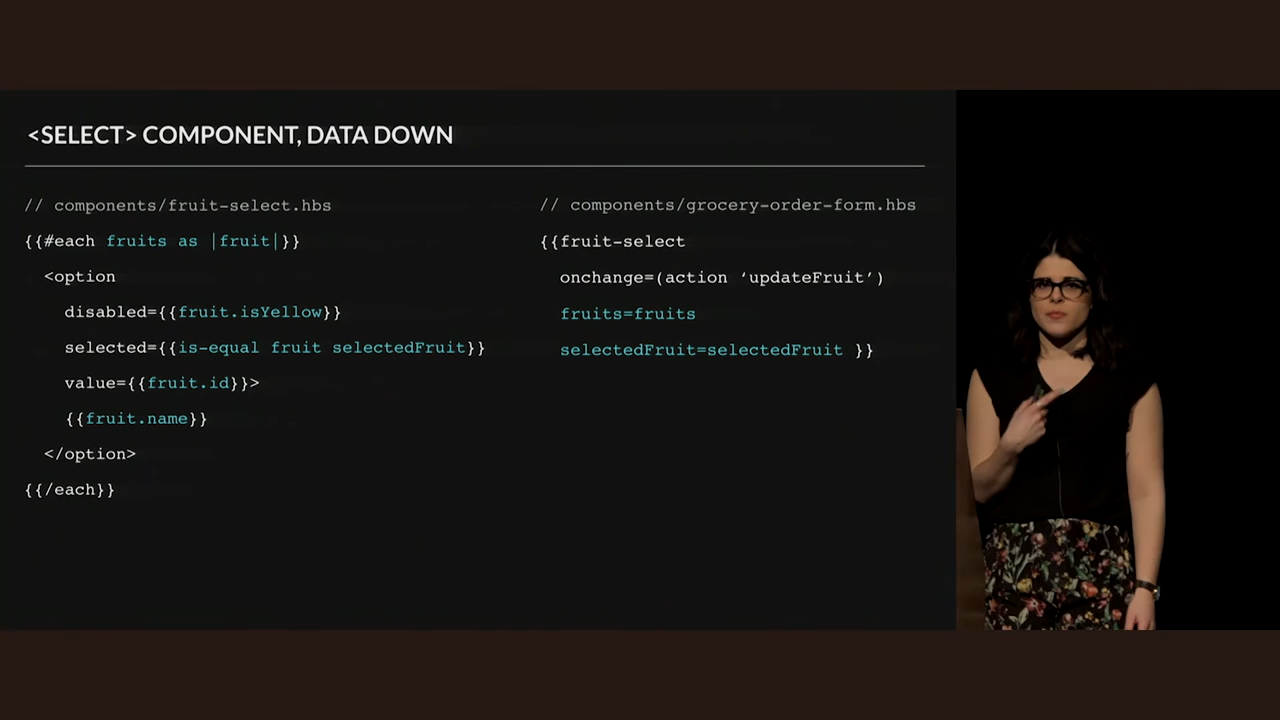 <SELECT> COMPONENT, DATA DOWN
// components/fruit-select.hbs
{{#each fruits as |fruit|}}
<option
disabled={{fruit.isYellow}}
selected={{is-equal fruit selectedFruit}}
value={{fruit.id}}>
{{fruit.name}}
</option>
{{/each}}
// components/grocery-order-form.hbs
{{fruit-select
onchange=(action ‘updateFruit’)
fruits=fruits
selectedFruit=selectedFruit }}